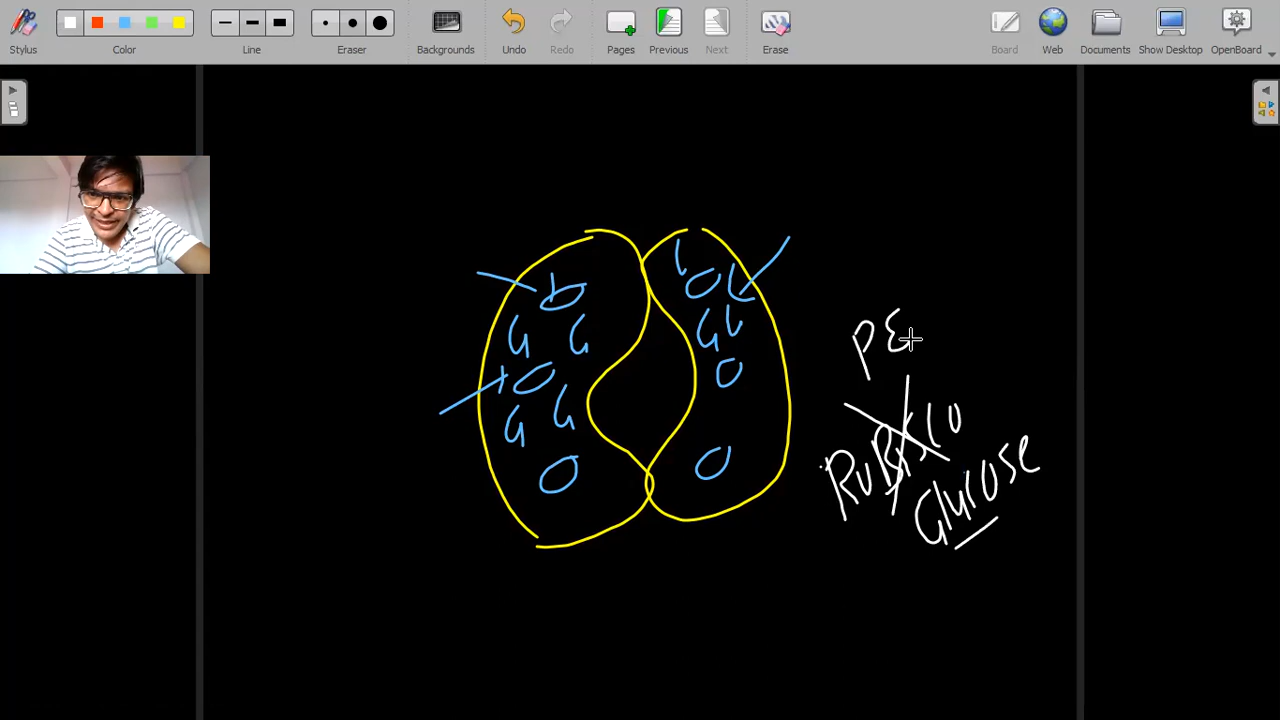 Stylus
Color
Line
Eraser
Backgrounds
Undo
Redo
Pages
Previous
Next
Erase
Board
Web
Documents
Show Desktop
OpenBoard
PE
RUBISCO
Glucose